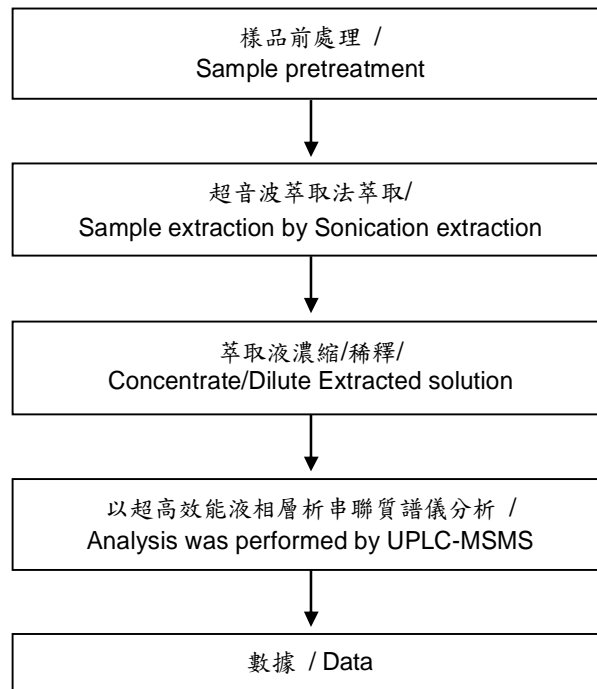 樣品前處理 /
Sample pretreatment
超音波萃取法萃取/
Sample extraction by Sonication extraction
萃取液濃縮/稀釋/
Concentrate/Dilute Extracted solution
以超高效能液相層析串聯質譜儀分析 /
Analysis was performed by UPLC-MSMS
數據 / Data